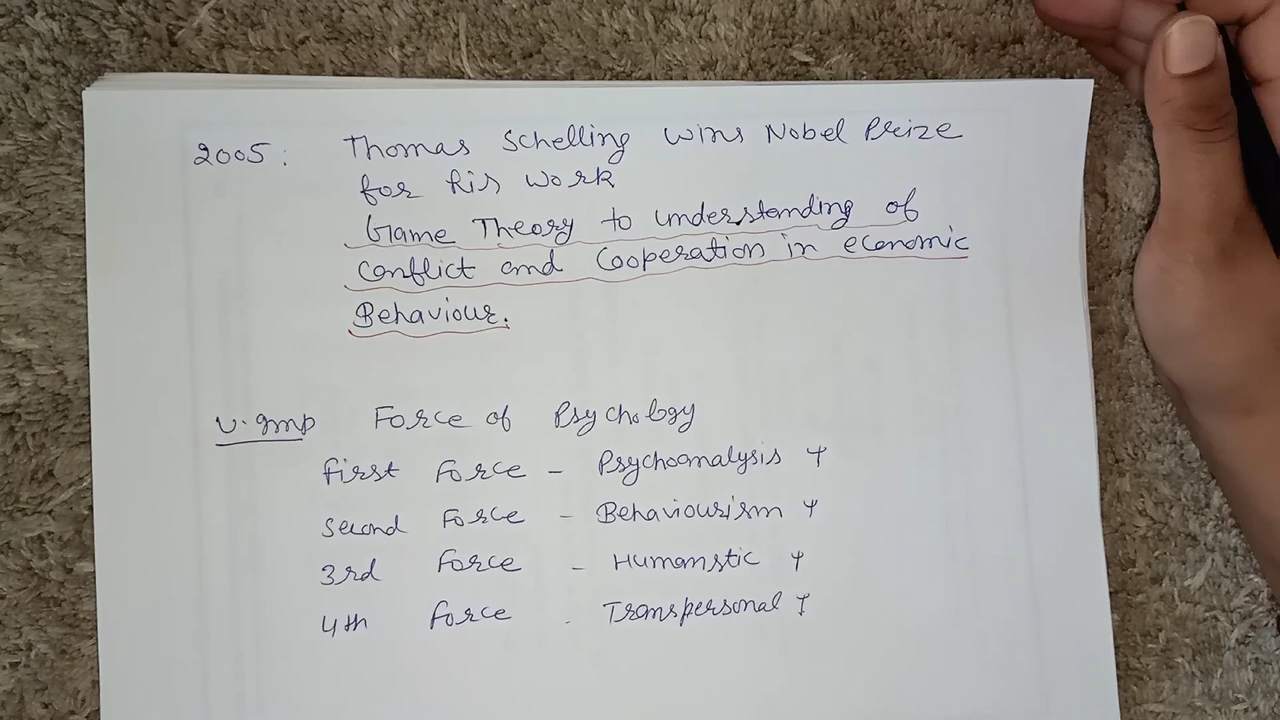 2005: Thomas Schelling wins Nobel Prize
for his work
Game Theory to understanding of
conflict and cooperation in economic
Behaviour.
V. Imp Force of Psychology
first Force - Psychoanalysis ψ
second Force - Behaviourism ψ
3rd Force - Humanstic ψ
4th force - Transpersonal ψ